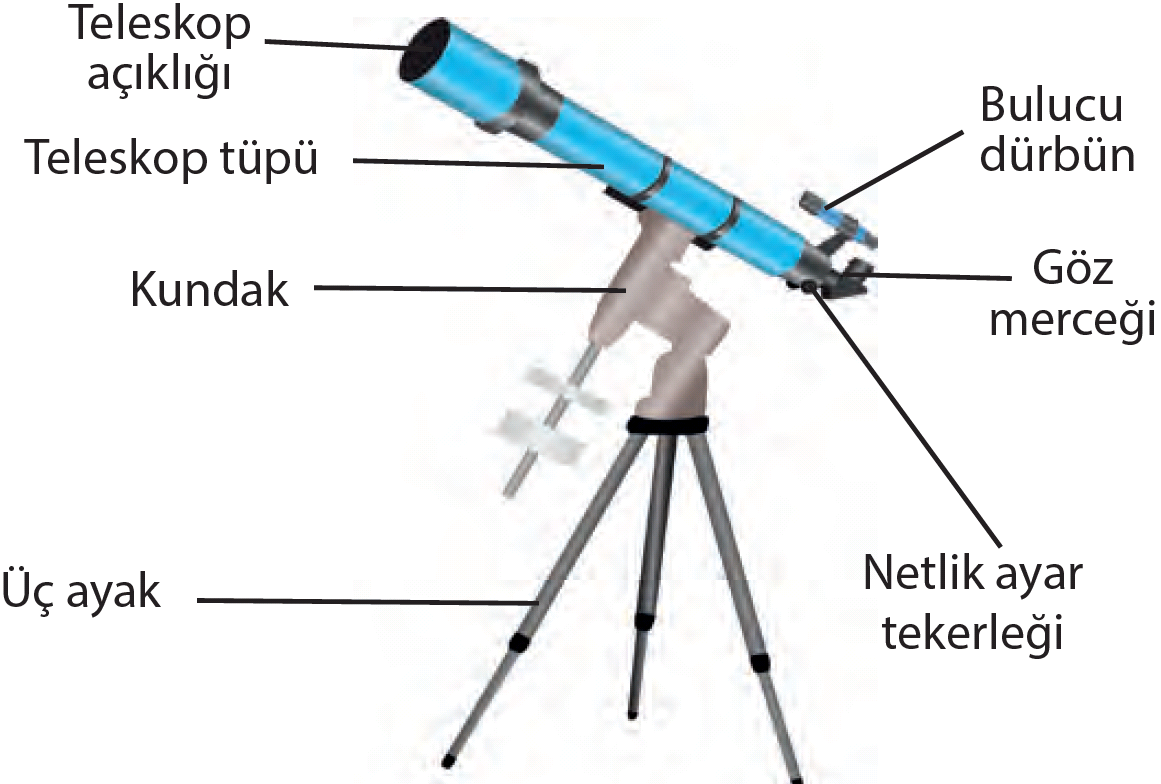 Teleskop
açıklığı
Teleskop tüpü
Kundak
Üç ayak
Bulucu
dürbün
Göz
merceği
Netlik ayar
tekerleği